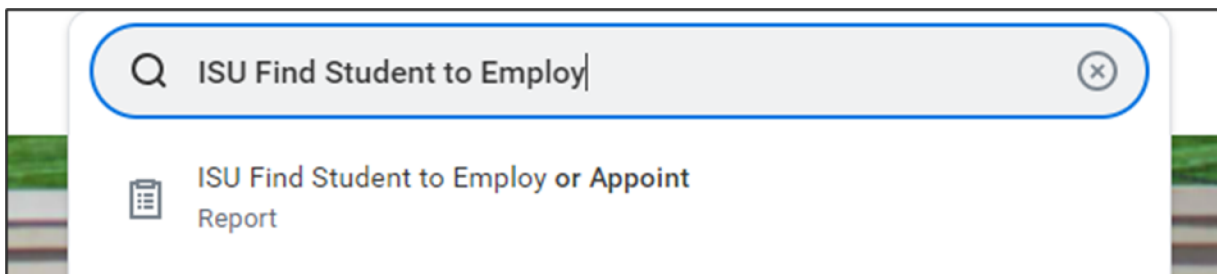 ISU Find Student to Employ
ISU Find Student to Employ or Appoint
Report